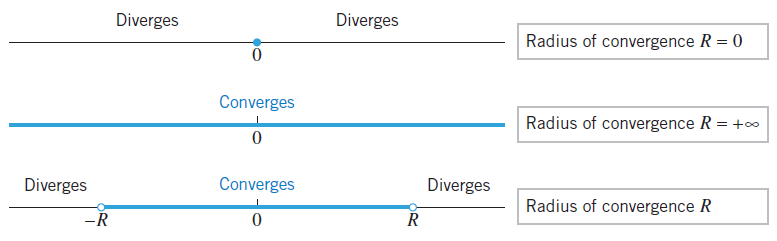 Diverges Diverges
0
Radius of convergence R = 0
Converges
0
Radius of convergence R = +∞
Diverges Converges Diverges
−R 0 R
Radius of convergence R